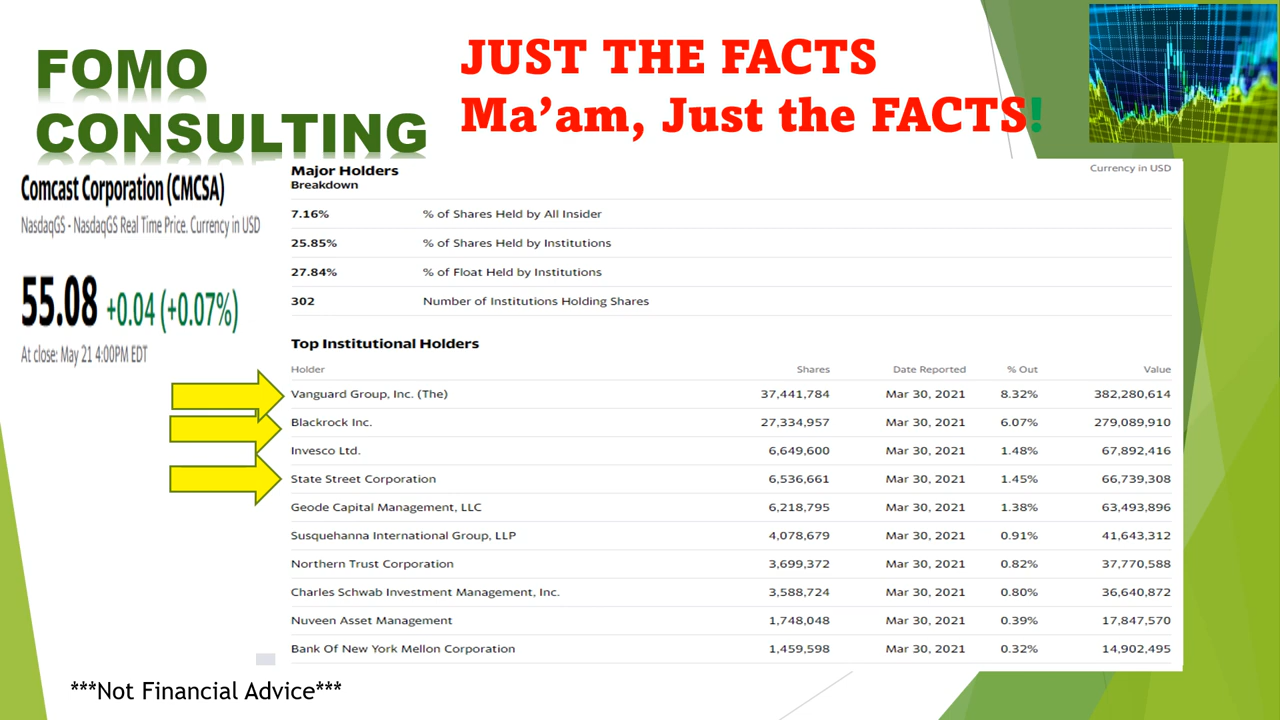 FOMO
CONSULTING
JUST THE FACTS
Ma’am, Just the FACTS!
Comcast Corporation (CMCSA)
NasdaqGS - NasdaqGS Real Time Price. Currency in USD
55.08 +0.04 (+0.07%)
At close: May 21 4:00PM EDT
Major Holders
Currency in USD
Breakdown
7.16% % of Shares Held by All Insider
25.85% % of Shares Held by Institutions
27.84% % of Float Held by Institutions
302 Number of Institutions Holding Shares
Top Institutional Holders
Holder Shares Date Reported % Out Value
Vanguard Group, Inc. (The) 37,441,784 Mar 30, 2021 8.32% 382,280,614
Blackrock Inc. 27,334,957 Mar 30, 2021 6.07% 279,089,910
Invesco Ltd. 6,649,600 Mar 30, 2021 1.48% 67,892,416
State Street Corporation 6,536,661 Mar 30, 2021 1.45% 66,739,308
Geode Capital Management, LLC 6,218,795 Mar 30, 2021 1.38% 63,493,896
Susquehanna International Group, LLP 4,078,679 Mar 30, 2021 0.91% 41,643,312
Northern Trust Corporation 3,699,372 Mar 30, 2021 0.82% 37,770,588
Charles Schwab Investment Management, Inc. 3,588,724 Mar 30, 2021 0.80% 36,640,872
Nuveen Asset Management 1,748,048 Mar 30, 2021 0.39% 17,847,570
Bank Of New York Mellon Corporation 1,459,598 Mar 30, 2021 0.32% 14,902,495
***Not Financial Advice***